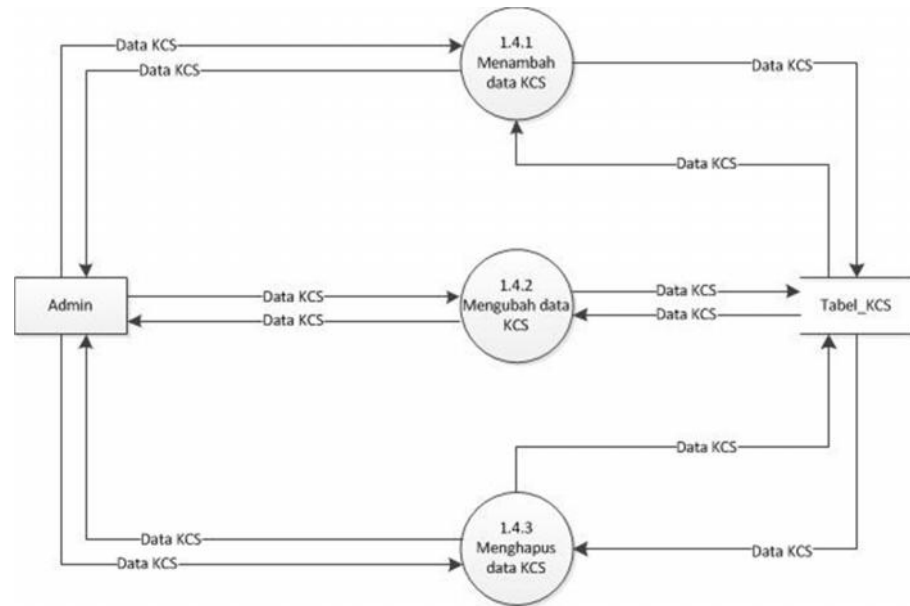 Data KCS
Data KCS
1.4.1
Menambah
data KCS
Data KCS
Data KCS
Admin
Data KCS
Data KCS
1.4.2
Mengubah data
KCS
Data KCS
Data KCS
Tabel_KCS
Data KCS
Data KCS
Data KCS
1.4.3
Menghapus
data KCS
Data KCS